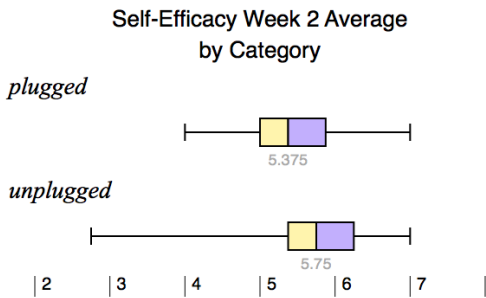 Self-Efficacy Week 2 Average
by Category
plugged
5.375
unplugged
5.75
2 3 4 5 6 7